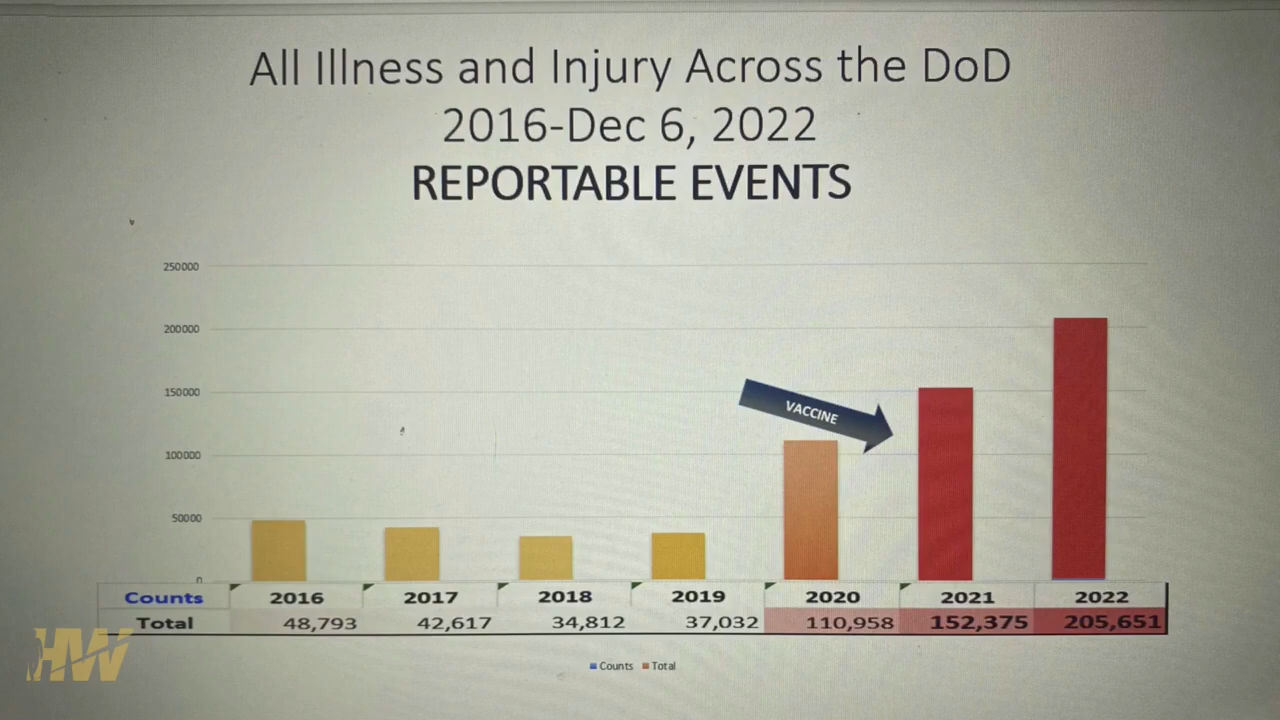 All Illness and Injury Across the DoD
2016-Dec 6, 2022
REPORTABLE EVENTS
250000
200000
150000
100000
50000
0
VACCINE
Counts 2016 2017 2018 2019 2020 2021 2022
Total 48,793 42,617 34,812 37,032 110,958 152,375 205,651
Counts Total
HW